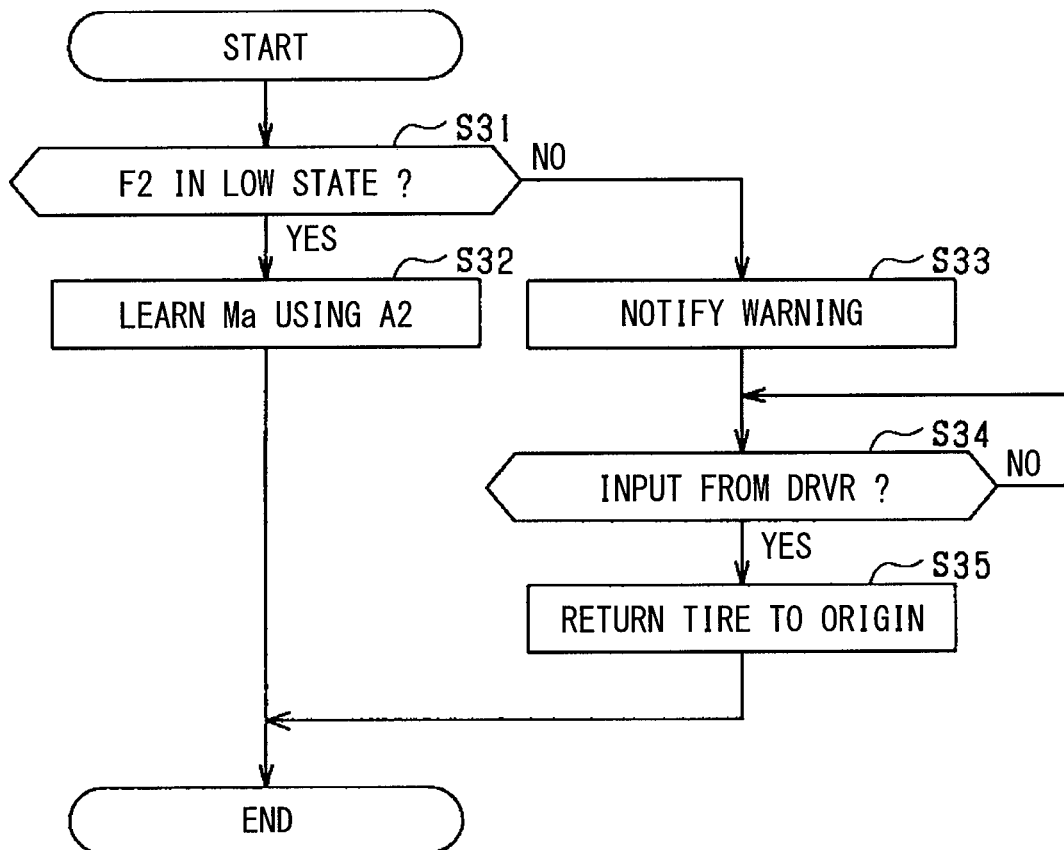 START
S31
F2 IN LOW STATE ?
NO
YES
S32
LEARN Ma USING A2
S33
NOTIFY WARNING
S34
INPUT FROM DRVR ?
NO
YES
S35
RETURN TIRE TO ORIGIN
END